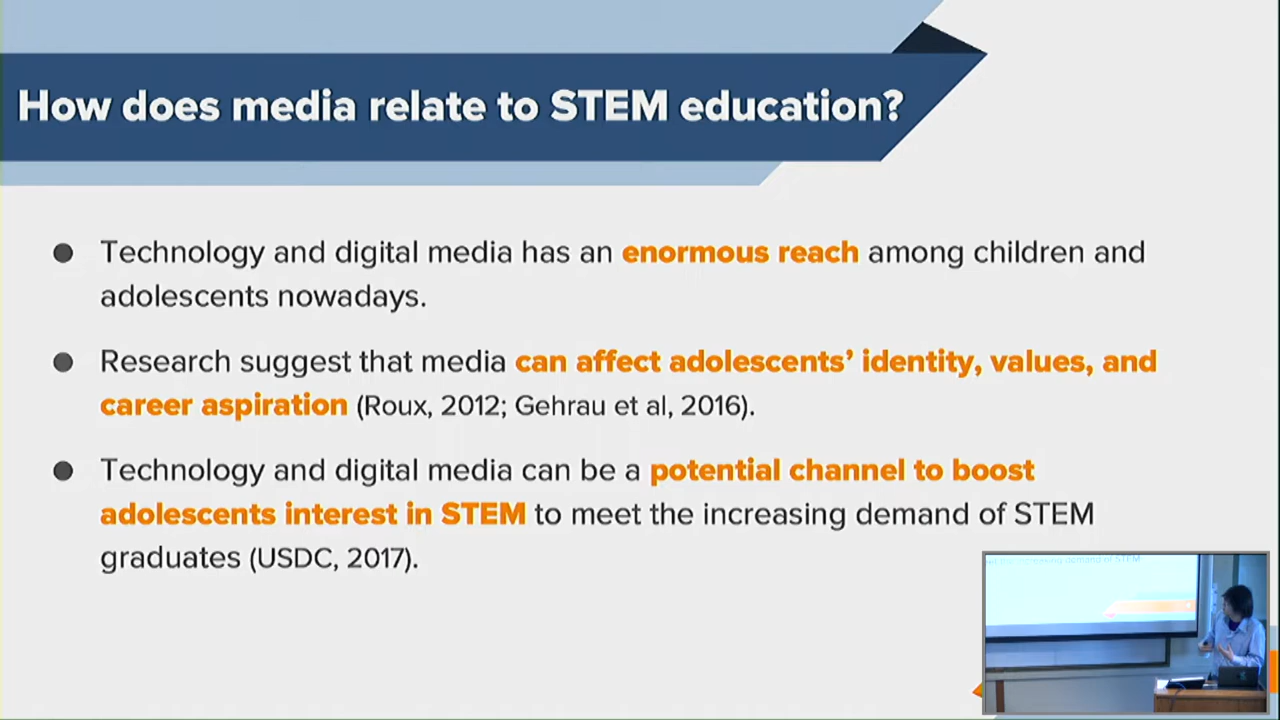 How does media relate to STEM education?
● Technology and digital media has an enormous reach among children and
adolescents nowadays.
● Research suggest that media can affect adolescents’ identity, values, and
career aspiration (Roux, 2012; Gehrau et al, 2016).
● Technology and digital media can be a potential channel to boost
adolescents interest in STEM to meet the increasing demand of STEM
graduates (USDC, 2017).
demand of STEM